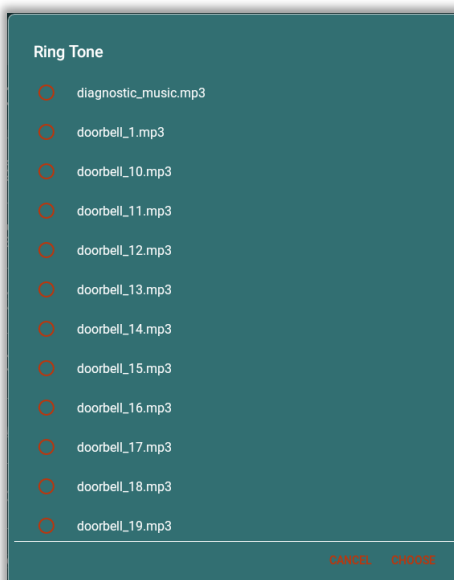 Ring Tone
diagnostic_music.mp3
doorbell_1.mp3
doorbell_10.mp3
doorbell_11.mp3
doorbell_12.mp3
doorbell_13.mp3
doorbell_14.mp3
doorbell_15.mp3
doorbell_16.mp3
doorbell_17.mp3
doorbell_18.mp3
doorbell_19.mp3
CANCEL CHOOSE